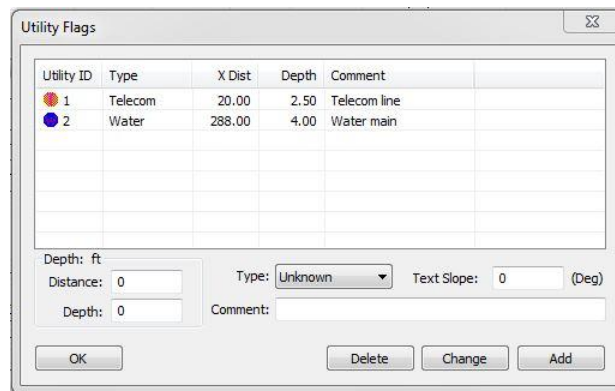 Utility Flags
Utility ID Type X Dist Depth Comment
1 Telecom 20.00 2.50 Telecom line
2 Water 288.00 4.00 Water main
Depth: ft
Distance: 0 Type: Unknown Text Slope: 0 (Deg)
Depth: 0 Comment:
OK Delete Change Add